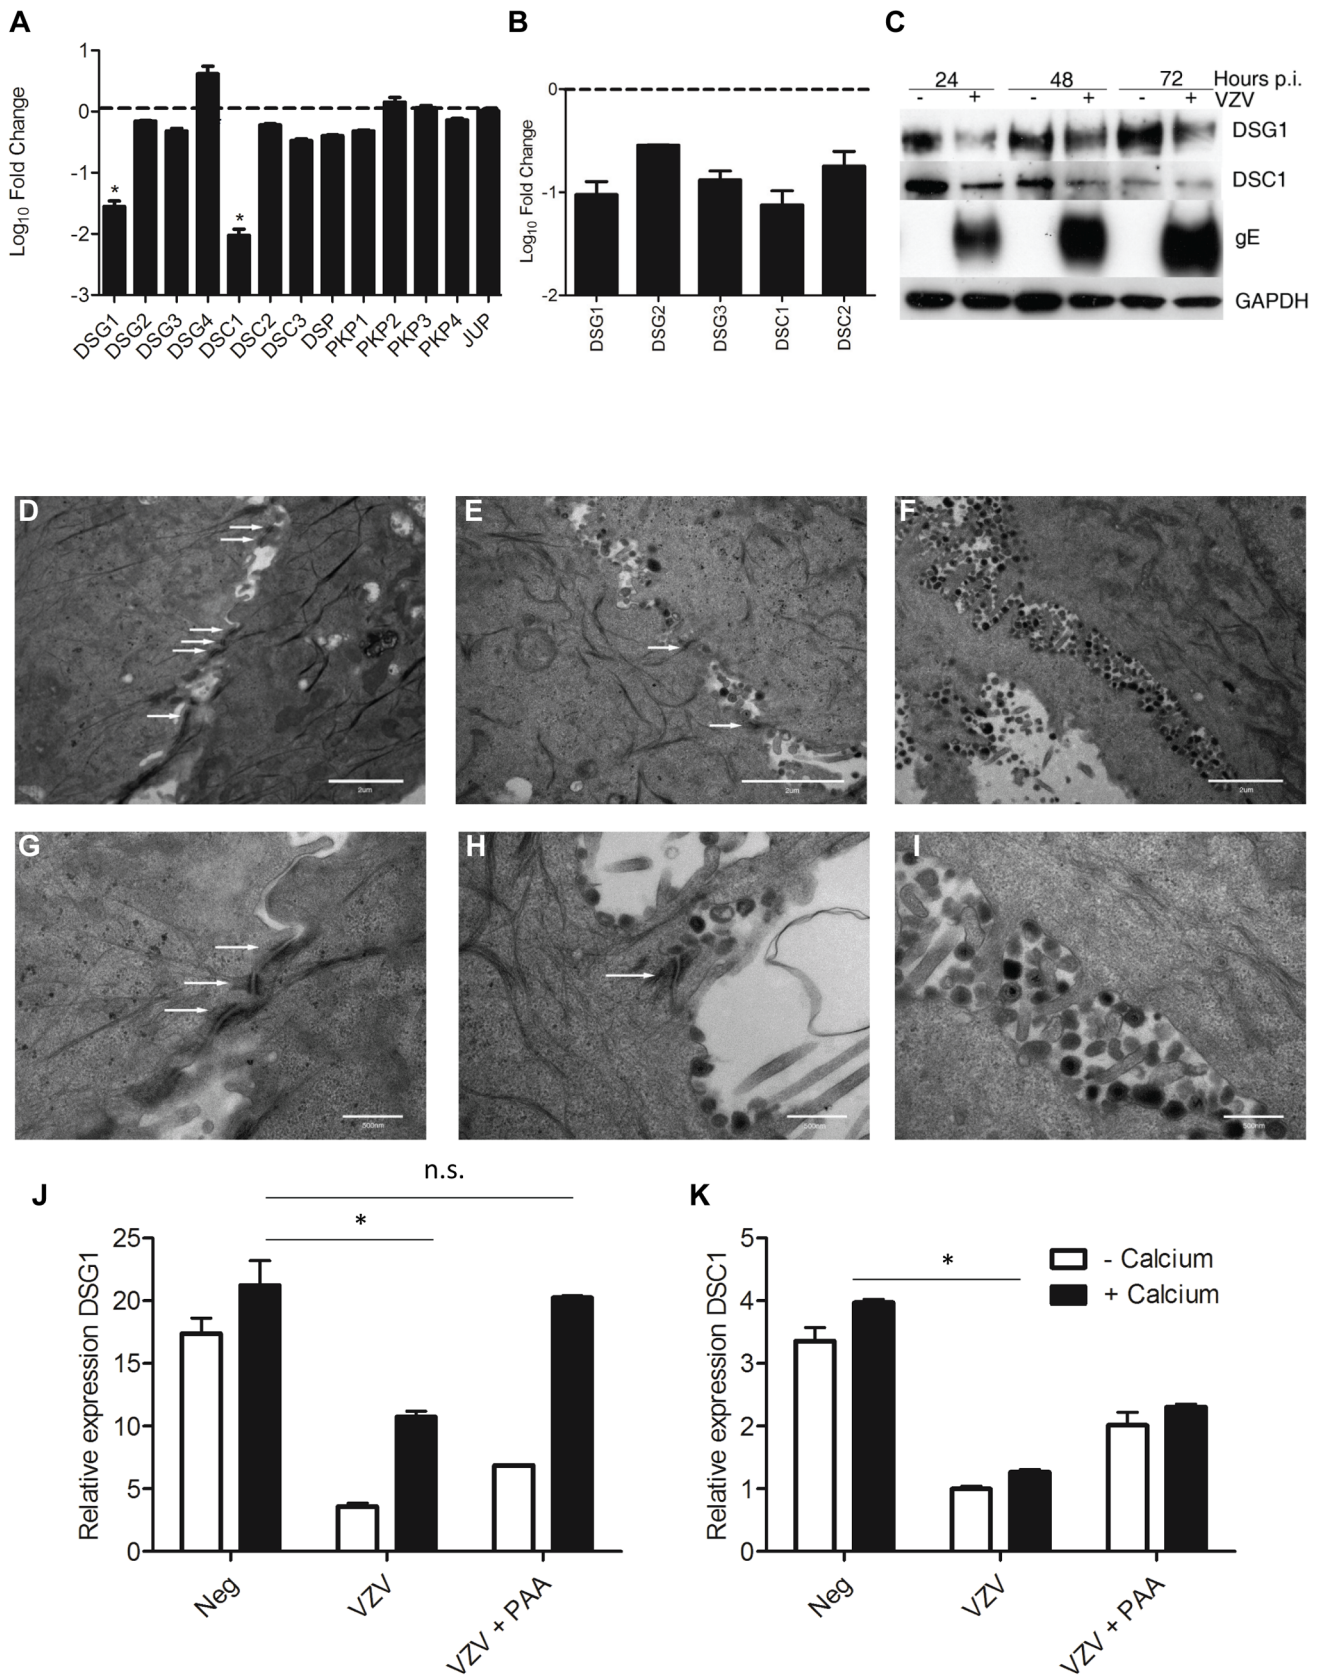 A
Log10 Fold Change
1
0
-1
-2
-3
*
*
DSG1
DSG2
DSG3
DSG4
DSC1
DSC2
DSC3
DSP
PKP1
PKP2
PKP3
PKP4
JUP
B
Log10 Fold Change
0
-1
-2
DSG1
DSG2
DSG3
DSC1
DSC2
C
24 48 72 Hours p.i.
- + - + - + VZV
DSG1
DSC1
gE
GAPDH
D
2um
E
2um
F
2um
G
500nm
H
500nm
I
500nm
J
n.s.
*
Relative expression DSG1
25
20
15
10
5
0
Neg
VZV
VZV + PAA
K
*
- Calcium
+ Calcium
Relative expression DSC1
5
4
3
2
1
0
Neg
VZV
VZV + PAA